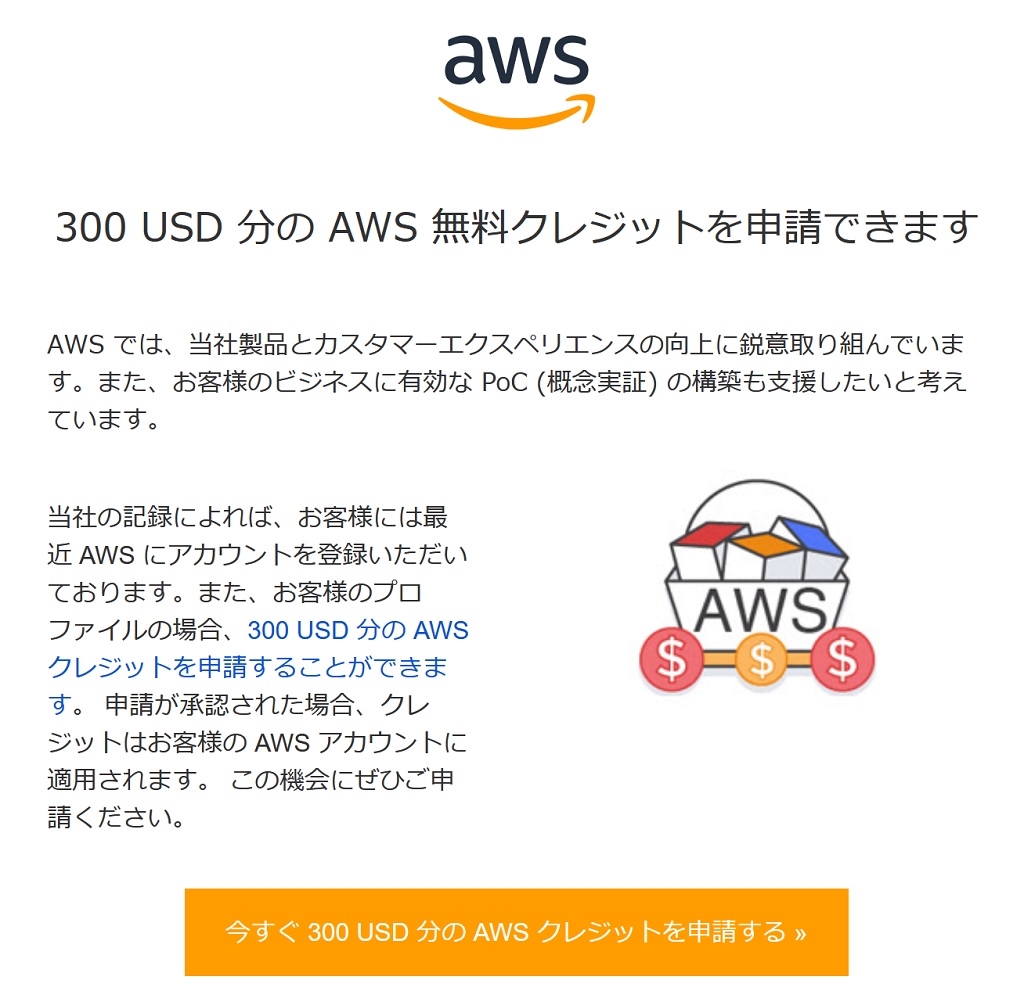 aws
300 USD 分の AWS 無料クレジットを申請できます
AWS では、当社製品とカスタマーエクスペリエンスの向上に鋭意取り組んでいま
す。また、お客様のビジネスに有効な PoC (概念実証) の構築も支援したいと考え
ています。
当社の記録によれば、お客様には最
近 AWS にアカウントを登録いただい
ております。また、お客様のプロ
ファイルの場合、300 USD 分の AWS
クレジットを申請することができま
す。 申請が承認された場合、クレ
ジットはお客様の AWS アカウントに
適用されます。 この機会にぜひご申
請ください。
AWS
$ $ $
今すぐ 300 USD 分の AWS クレジットを申請する »